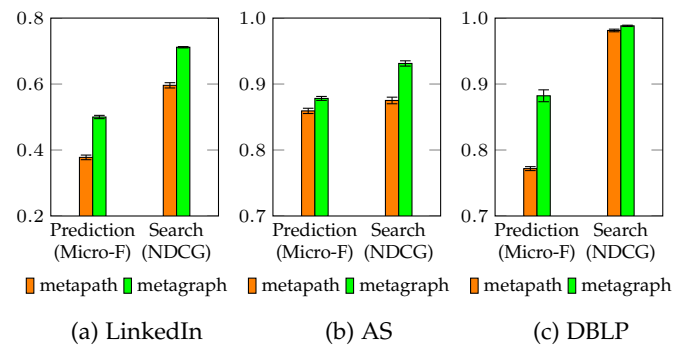 0.8
0.6
0.4
0.2
Prediction Search
(Micro-F) (NDCG)
metapath metagraph
(a) LinkedIn
1.0
0.9
0.8
0.7
Prediction Search
(Micro-F) (NDCG)
metapath metagraph
(b) AS
1.0
0.9
0.8
0.7
Prediction Search
(Micro-F) (NDCG)
metapath metagraph
(c) DBLP